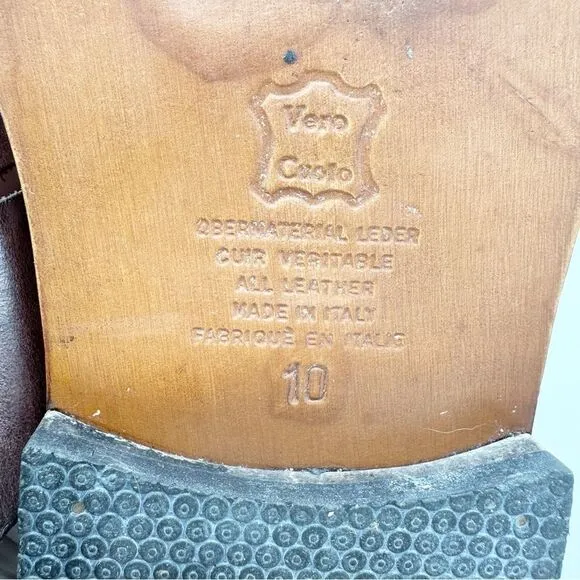 Vero
Cuoio
OBERMATERIAL LEDER
CUIR VERITABLE
ALL LEATHER
MADE IN ITALY
FABRIQUÈ EN ITALIE
10